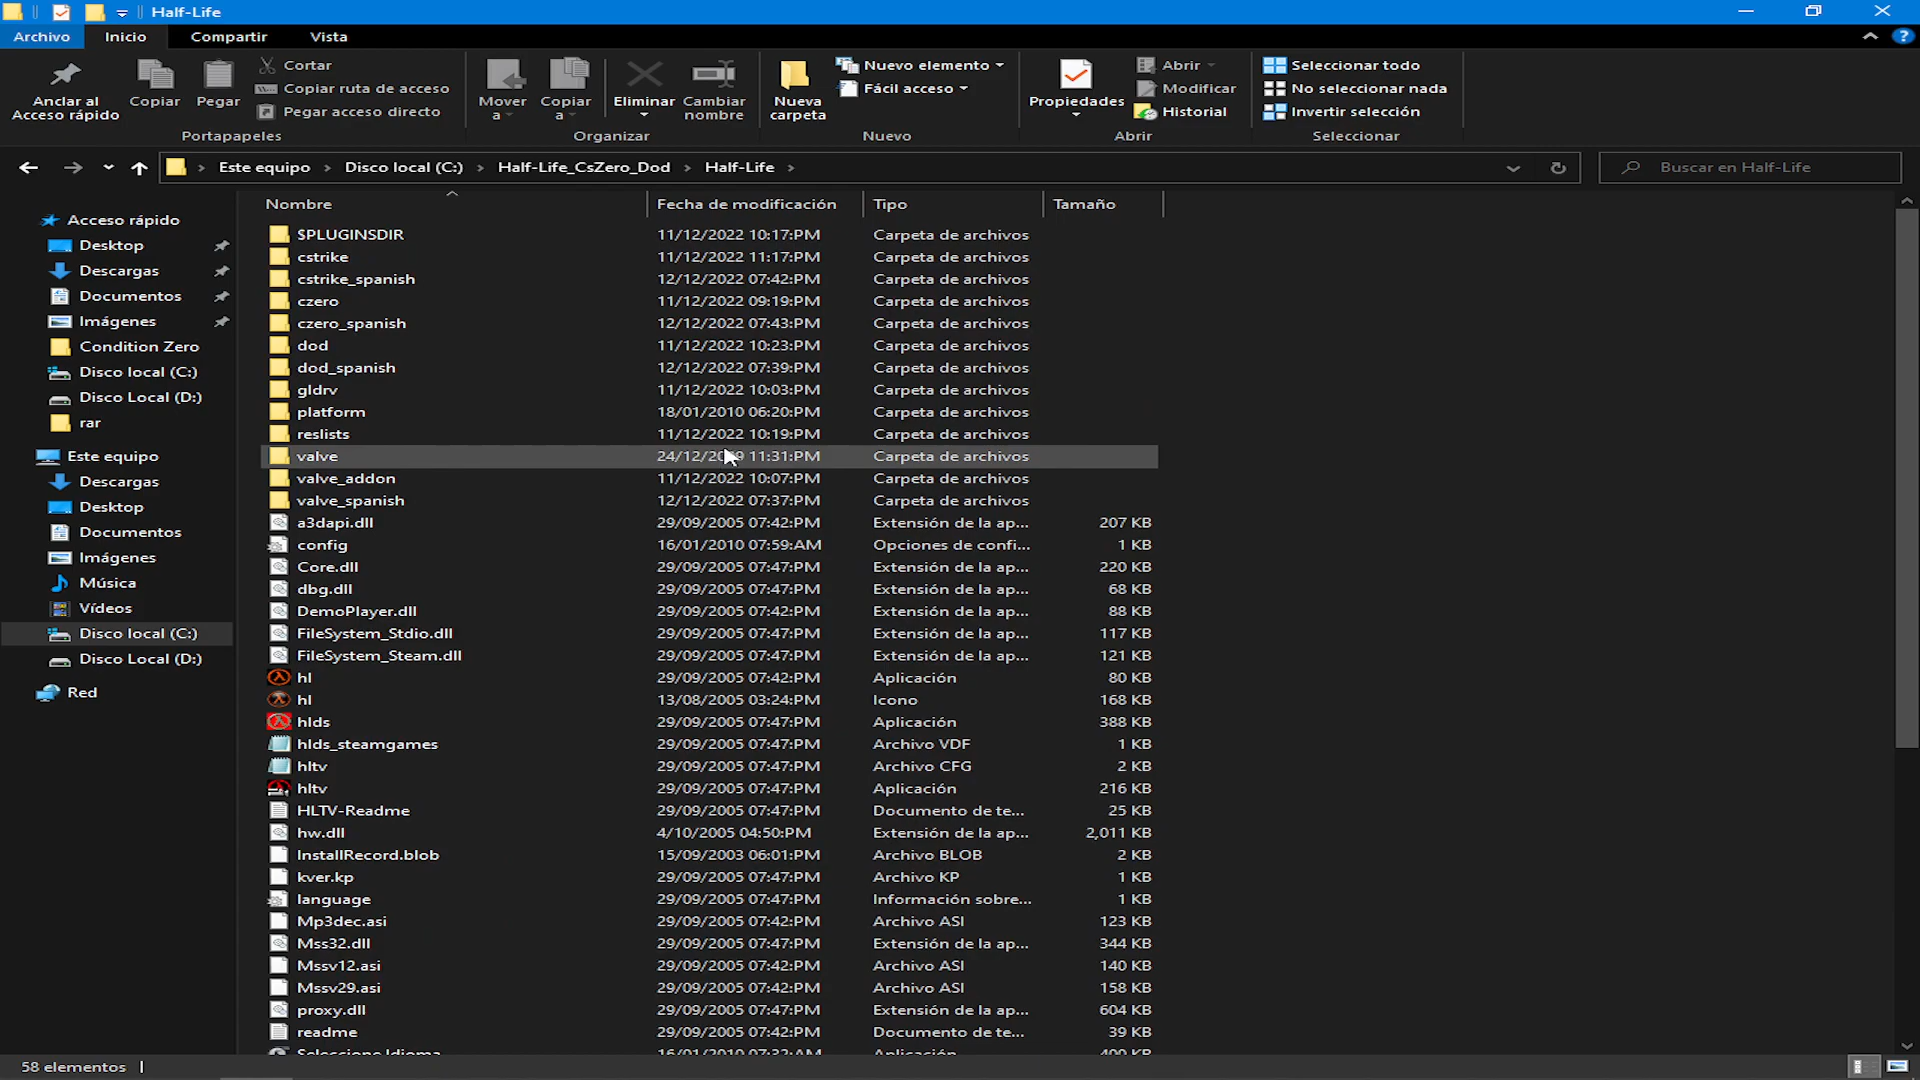 Half-Life
Archivo Inicio Compartir Vista
Anclar al Acceso rápido
Copiar
Pegar
Cortar
Copiar ruta de acceso
Pegar acceso directo
Portapapeles
Mover a
Copiar a
Eliminar
Cambiar nombre
Organizar
Nueva carpeta
Nuevo elemento
Fácil acceso
Nuevo
Propiedades
Abrir
Modificar
Historial
Abrir
Seleccionar todo
No seleccionar nada
Invertir selección
Seleccionar
Este equipo Disco local (C:) Half-Life_CsZero_Dod Half-Life
Buscar en Half-Life
Acceso rápido
Desktop
Descargas
Documentos
Imágenes
Condition Zero
Disco local (C:)
Disco Local (D:)
rar
Este equipo
Descargas
Desktop
Documentos
Imágenes
Música
Vídeos
Disco local (C:)
Disco Local (D:)
Red
Nombre Fecha de modificación Tipo Tamaño
$PLUGINSDIR 11/12/2022 10:17:PM Carpeta de archivos
cstrike 11/12/2022 11:17:PM Carpeta de archivos
cstrike_spanish 12/12/2022 07:42:PM Carpeta de archivos
czero 11/12/2022 09:19:PM Carpeta de archivos
czero_spanish 12/12/2022 07:43:PM Carpeta de archivos
dod 11/12/2022 10:23:PM Carpeta de archivos
dod_spanish 12/12/2022 07:39:PM Carpeta de archivos
gldrv 11/12/2022 10:03:PM Carpeta de archivos
platform 18/01/2010 06:20:PM Carpeta de archivos
reslists 11/12/2022 10:19:PM Carpeta de archivos
valve 11:31:PM Carpeta de archivos
valve_addon 11/12/2022 10:07:PM Carpeta de archivos
valve_spanish 12/12/2022 07:37:PM Carpeta de archivos
a3dapi.dll 29/09/2005 07:42:PM Extensión de la ap... 207 KB
config 16/01/2010 07:59:AM Opciones de confi... 1 KB
Core.dll 29/09/2005 07:47:PM Extensión de la ap... 220 KB
dbg.dll 29/09/2005 07:47:PM Extensión de la ap... 68 KB
DemoPlayer.dll 29/09/2005 07:42:PM Extensión de la ap... 88 KB
FileSystem_Stdio.dll 29/09/2005 07:47:PM Extensión de la ap... 117 KB
FileSystem_Steam.dll 29/09/2005 07:47:PM Extensión de la ap... 121 KB
hl 29/09/2005 07:42:PM Aplicación 80 KB
hl 13/08/2005 03:24:PM Icono 168 KB
hlds 29/09/2005 07:47:PM Aplicación 388 KB
hlds_steamgames 29/09/2005 07:47:PM Archivo VDF 1 KB
hltv 29/09/2005 07:47:PM Archivo CFG 2 KB
hltv 29/09/2005 07:47:PM Aplicación 216 KB
HLTV-Readme 29/09/2005 07:47:PM Documento de te... 25 KB
hw.dll 4/10/2005 04:50:PM Extensión de la ap... 2,011 KB
InstallRecord.blob 15/09/2003 06:01:PM Archivo BLOB 2 KB
kver.kp 29/09/2005 07:47:PM Archivo KP 1 KB
language 29/09/2005 07:47:PM Información sobre... 1 KB
Mp3dec.asi 29/09/2005 07:42:PM Archivo ASI 123 KB
Mss32.dll 29/09/2005 07:47:PM Extensión de la ap... 344 KB
Mssv12.asi 29/09/2005 07:42:PM Archivo ASI 140 KB
Mssv29.asi 29/09/2005 07:42:PM Archivo ASI 158 KB
proxy.dll 29/09/2005 07:47:PM Extensión de la ap... 604 KB
readme 29/09/2005 07:42:PM Documento de te... 39 KB
Seleccione Idioma 16/01/2010 07:32:AM Aplicación 400 KB
58 elementos